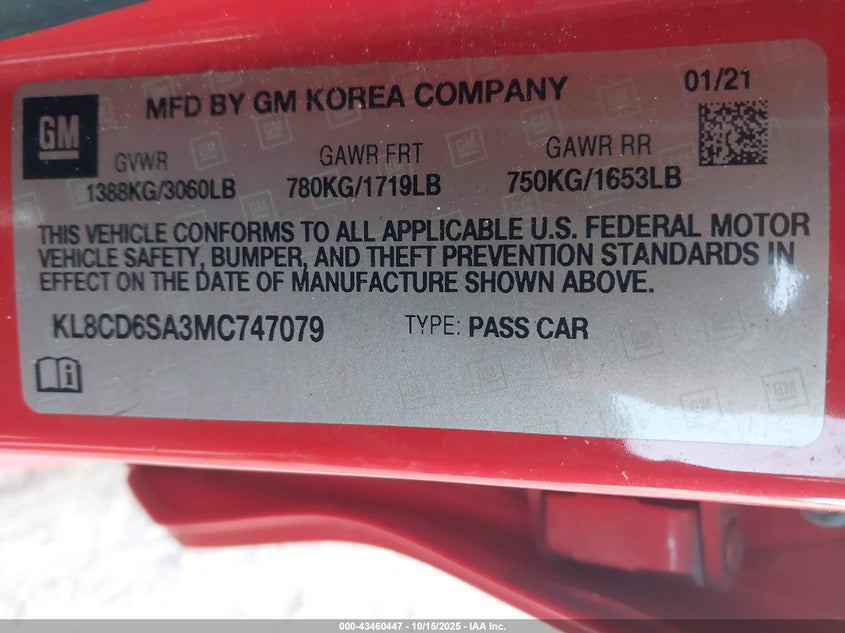 GM
MFD BY GM KOREA COMPANY
01/21
GVWR
1388KG/3060LB
GAWR FRT
780KG/1719LB
GAWR RR
750KG/1653LB
THIS VEHICLE CONFORMS TO ALL APPLICABLE U.S. FEDERAL MOTOR
VEHICLE SAFETY, BUMPER, AND THEFT PREVENTION STANDARDS IN
EFFECT ON THE DATE OF MANUFACTURE SHOWN ABOVE.
KL8CD6SA3MC747079
TYPE: PASS CAR
000-43460447 - 10/15/2025 - IAA Inc.